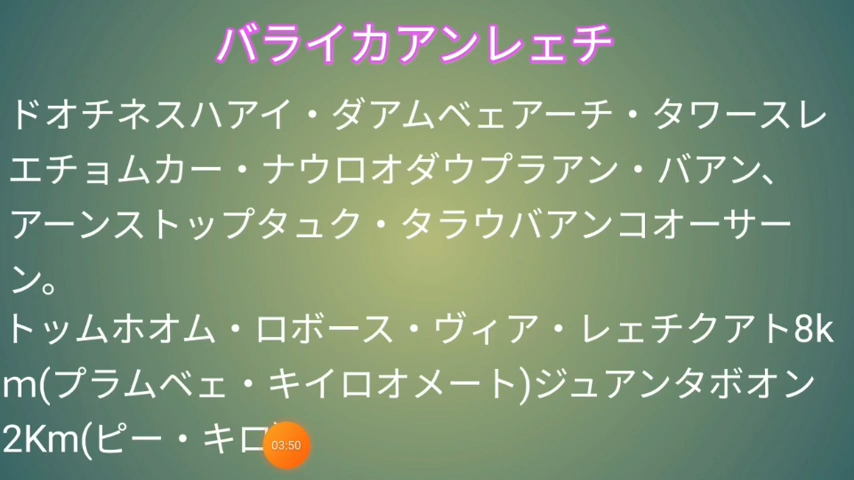 バライカアンレェチ
ドオチネスハアイ・ダアムベェアーチ・タワースレ
エチョムカー・ナウロオダウプラアン・バアン、
アーンストップタュク・タラウバアンコオーサー
ン。
トッムホオム・ロボース・ヴィア・レェチクアト8k
m(プラムベェ・キイロオメート)ジュアンタボオン
2Km(ピー・キロ
03:50